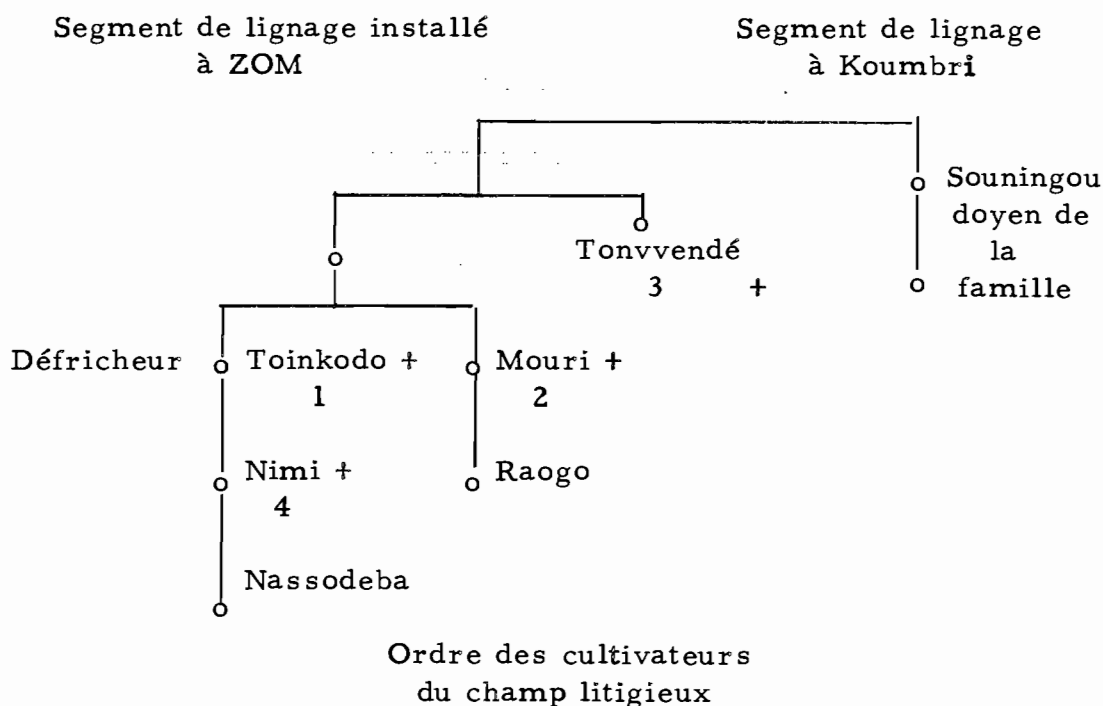 Segment de lignage installé
à ZOM
Segment de lignage
à Koumbri
Souningou
doyen de
la
famille
Tonvvendé
3 +
Défricheur
Toinkodo +
1
Mouri +
2
Nimi +
4
Raogo
Nassodeba
Ordre des cultivateurs
du champ litigieux